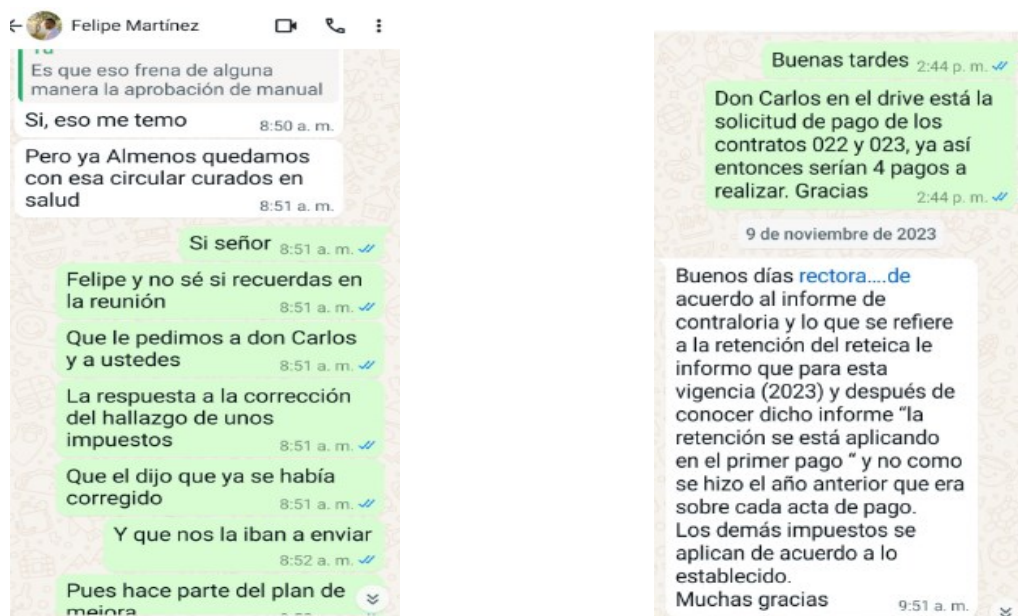 Felipe Martínez
Tú
Es que eso frena de alguna
manera la aprobación de manual
Si, eso me temo
8:50 a. m.
Pero ya Almenos quedamos
con esa circular curados en
salud
8:51 a. m.
Si señor 8:51 a. m.
Felipe y no sé si recuerdas en
la reunión
8:51 a. m.
Que le pedimos a don Carlos
y a ustedes
8:51 a. m.
La respuesta a la corrección
del hallazgo de unos
impuestos
8:51 a. m.
Que el dijo que ya se había
corregido
8:51 a. m.
Y que nos la iban a enviar
8:52 a. m.
Pues hace parte del plan de
mejora
Buenas tardes 2:44 p. m.
Don Carlos en el drive está la
solicitud de pago de los
contratos 022 y 023, ya así
entonces serían 4 pagos a
realizar. Gracias
2:44 p. m.
9 de noviembre de 2023
Buenos días rectora....de
acuerdo al informe de
contraloria y lo que se refiere
a la retención del reteica le
informo que para esta
vigencia (2023) y después de
conocer dicho informe "la
retención se está aplicando
en el primer pago " y no como
se hizo el año anterior que era
sobre cada acta de pago.
Los demás impuestos se
aplican de acuerdo a lo
establecido.
Muchas gracias
9:51 a. m.